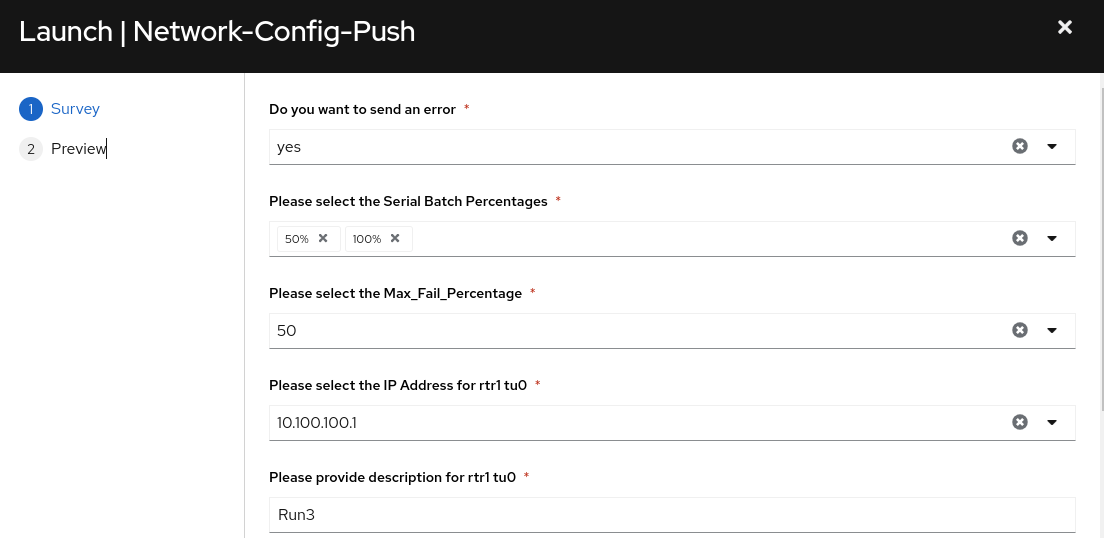 Launch | Network-Config-Push
1 Survey
2 Preview
Do you want to send an error *
yes
Please select the Serial Batch Percentages *
50% 100%
Please select the Max_Fail_Percentage *
50
Please select the IP Address for rtr1 tu0 *
10.100.100.1
Please provide description for rtr1 tu0 *
Run3